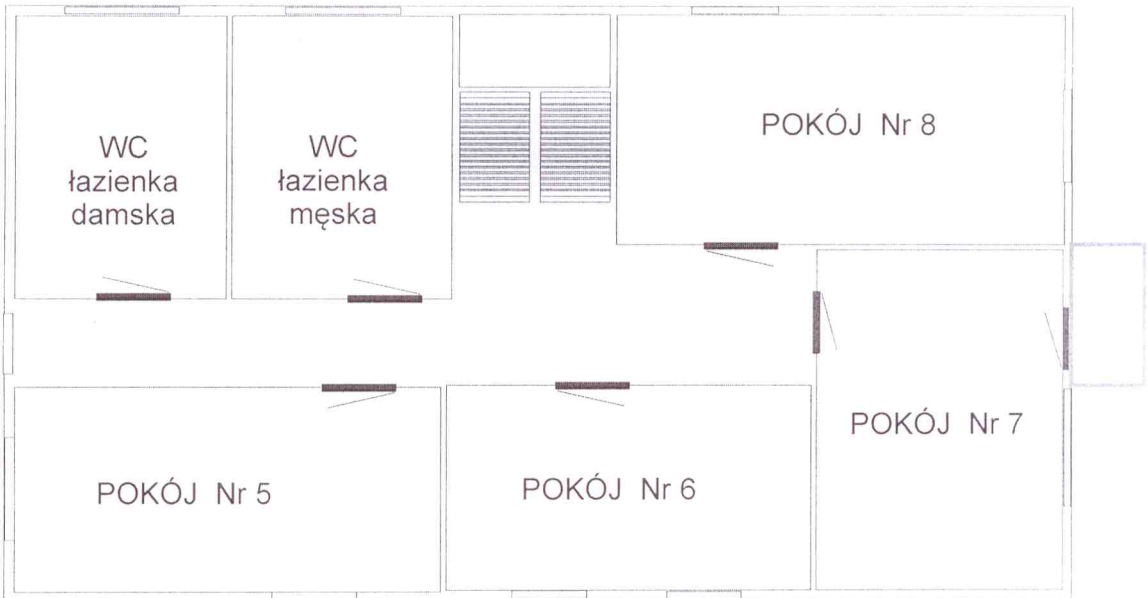 WC
łazienka
damska
WC
łazienka
męska
POKÓJ Nr 8
POKÓJ Nr 7
POKÓJ Nr 5
POKÓJ Nr 6